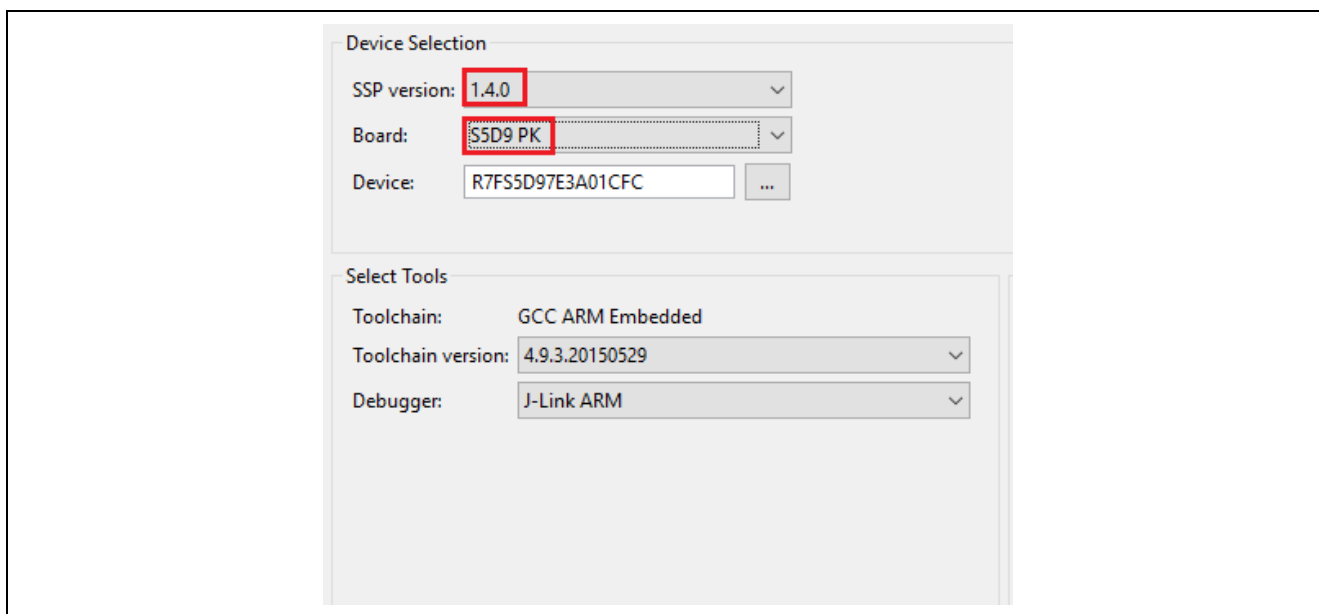 Device Selection
SSP version: 1.4.0
Board: S5D9 PK
Device: R7FS5D97E3A01CFC ...
Select Tools
Toolchain: GCC ARM Embedded
Toolchain version: 4.9.3.20150529
Debugger: J-Link ARM